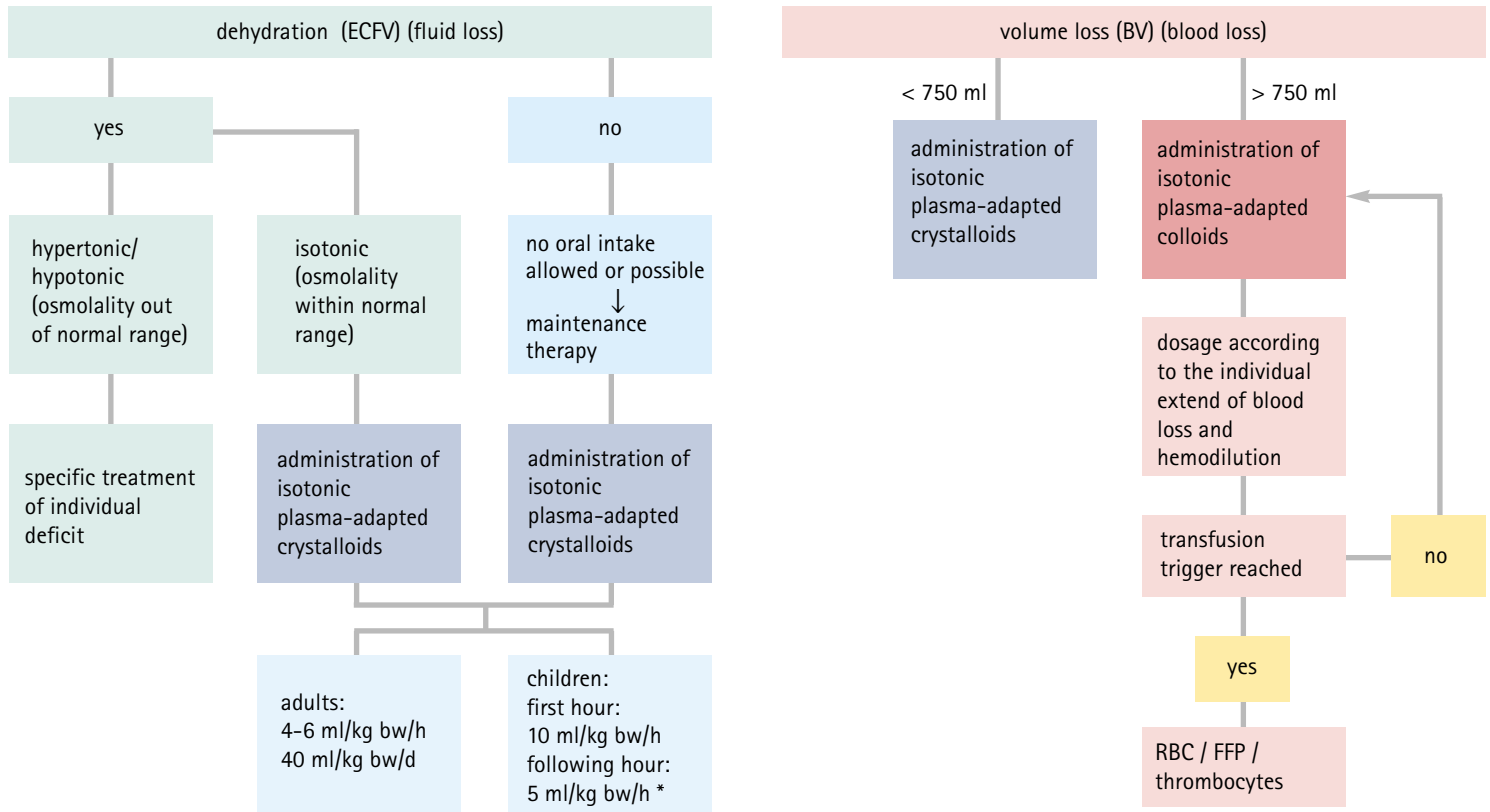 dehydration (ECFV) (fluid loss)
yes
no
hypertonic/
hypotonic
(osmolality out
of normal range)
isotonic
(osmolality
within normal
range)
no oral intake
allowed or possible
↓
maintenance
therapy
specific treatment
of individual
deficit
administration of
isotonic
plasma-adapted
crystalloids
administration of
isotonic
plasma-adapted
crystalloids
adults:
4-6 ml/kg bw/h
40 ml/kg bw/d
children:
first hour:
10 ml/kg bw/h
following hour:
5 ml/kg bw/h *
volume loss (BV) (blood loss)
< 750 ml
> 750 ml
administration of
isotonic
plasma-adapted
crystalloids
administration of
isotonic
plasma-adapted
colloids
dosage according
to the individual
extend of blood
loss and
hemodilution
transfusion
trigger reached
no
yes
RBC / FFP /
thrombocytes